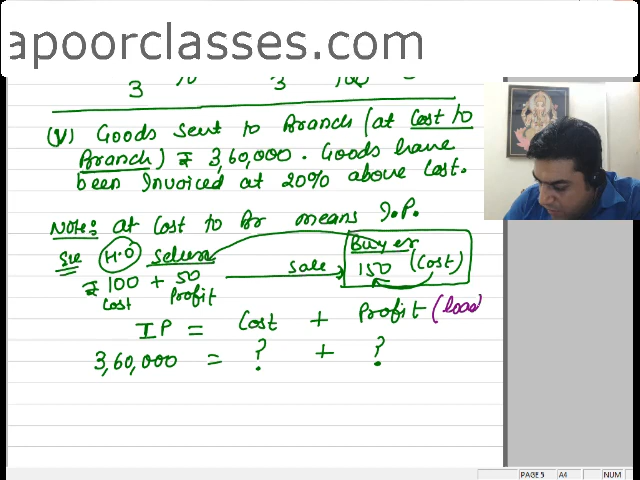 apoorclasses.com
3 3 100
(V) Goods Sent to Branch (at Cost to
Branch) ₹ 3,60,000. Goods have
been Invoiced at 20% above Cost.
Note: at Cost to Br means I.P.
H.O Seller Buyer
₹ 100 + 50 Sale 150 (Cost)
Cost Profit
IP = Cost + Profit (load)
3,60,000 = ? + ?
PAGE 5 A4 NUM